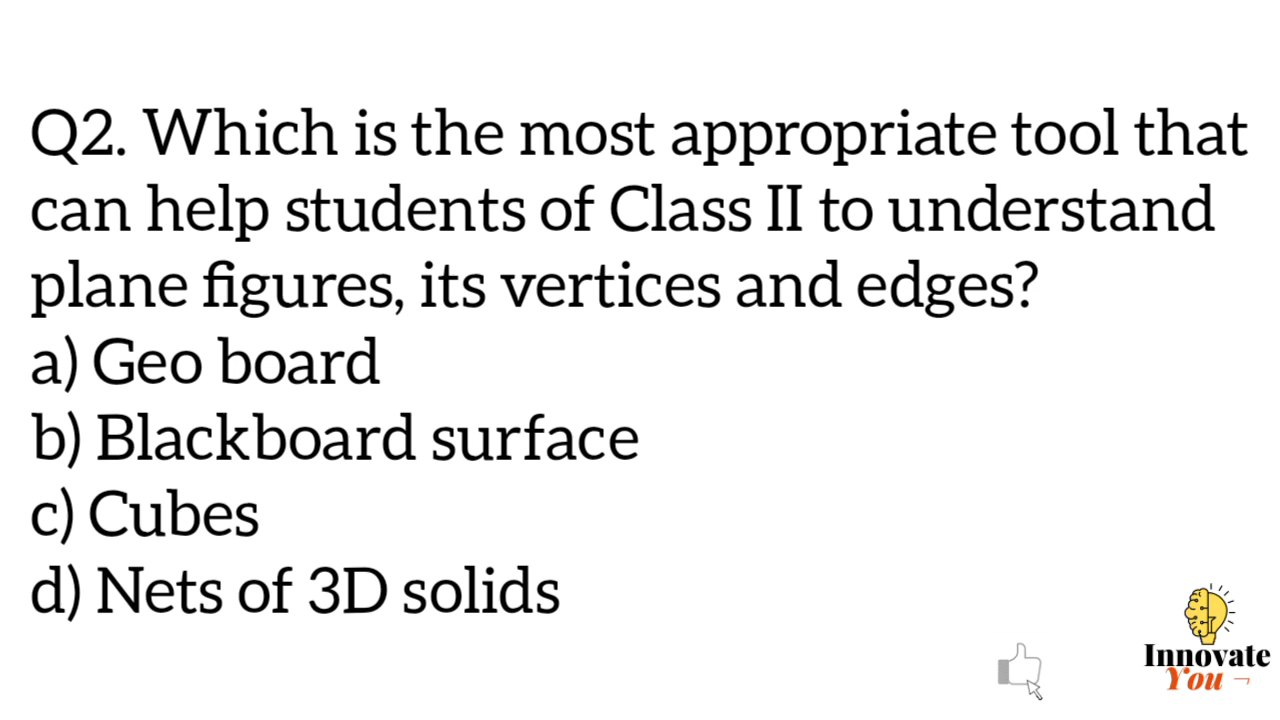 Q2. Which is the most appropriate tool that
can help students of Class II to understand
plane figures, its vertices and edges?
a) Geo board
b) Blackboard surface
c) Cubes
d) Nets of 3D solids
Innovate
You